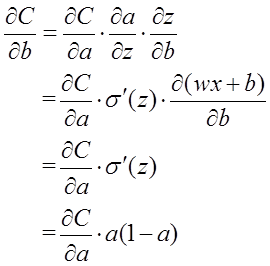 ∂C/∂b = ∂C/∂a · ∂a/∂z · ∂z/∂b
= ∂C/∂a · σ′(z) · ∂(wx+b)/∂b
= ∂C/∂a · σ′(z)
= ∂C/∂a · a(1−a)